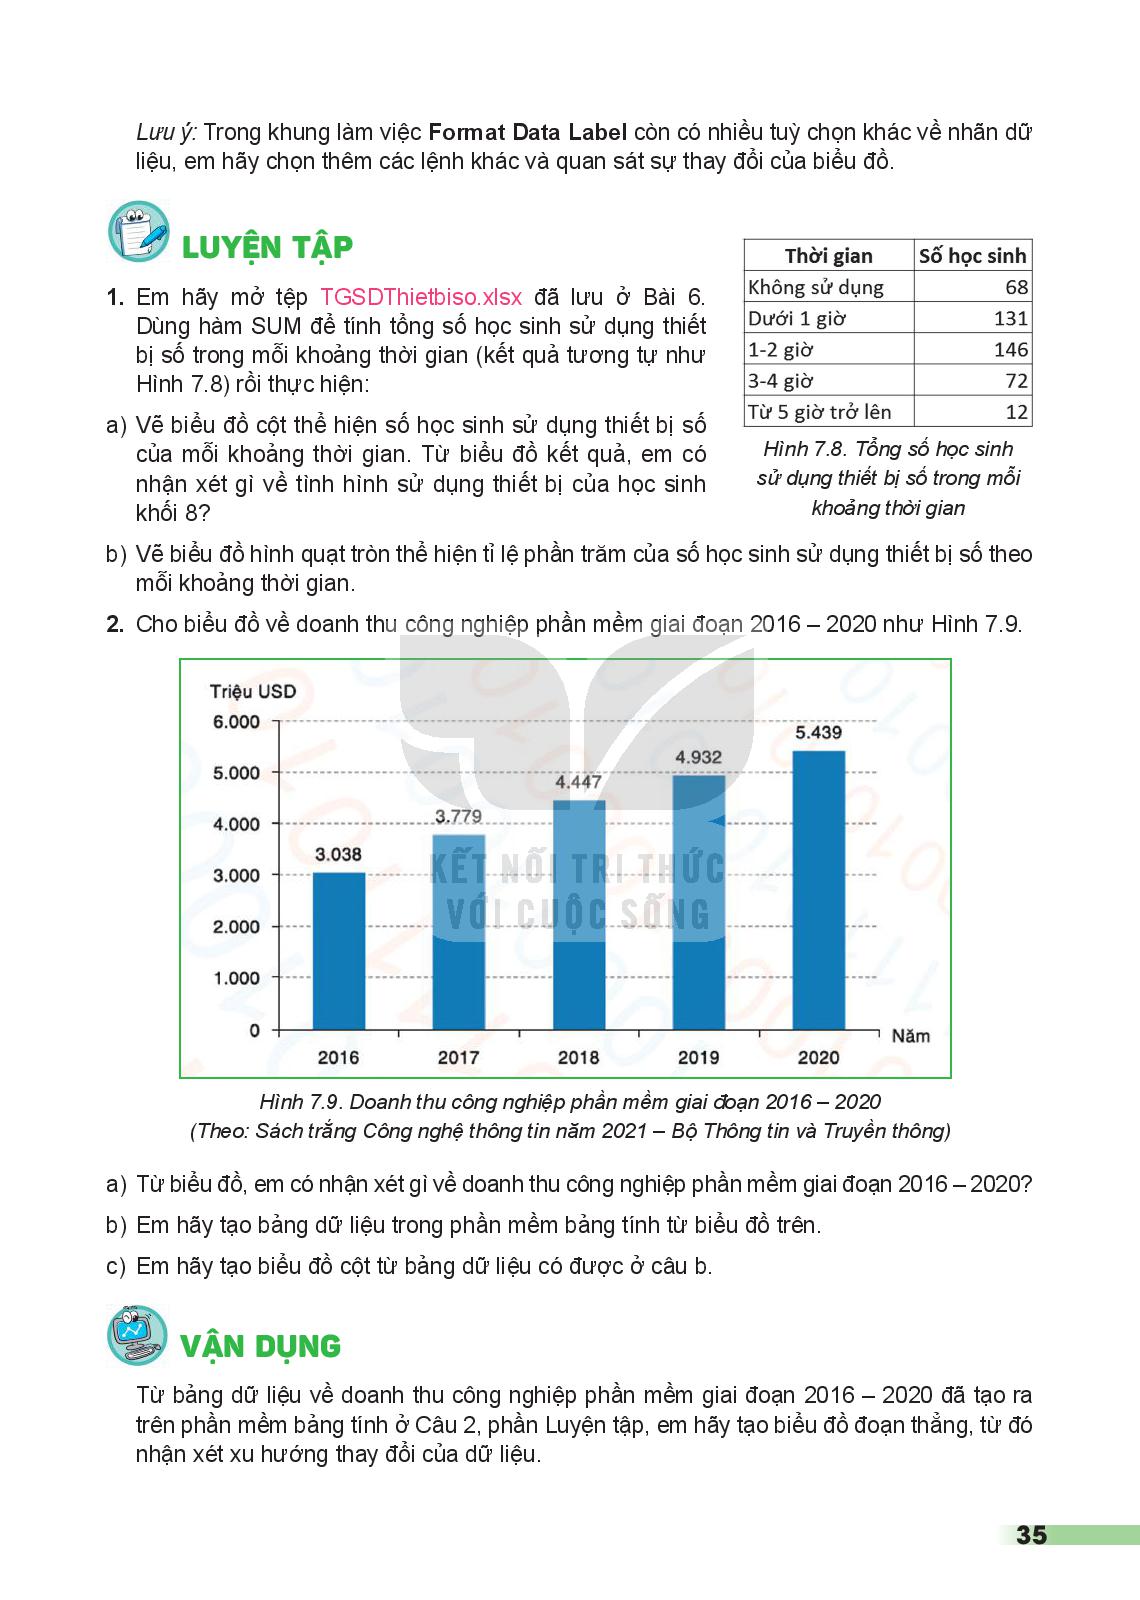 Lưu ý: Trong khung làm việc Format Data Label còn có nhiều tuỳ chọn khác về nhãn dữ
liệu, em hãy chọn thêm các lệnh khác và quan sát sự thay đổi của biểu đồ.
LUYỆN TẬP
1. Em hãy mở tệp TGSDThietbiso.xlsx đã lưu ở Bài 6.
Dùng hàm SUM để tính tổng số học sinh sử dụng thiết
bị số trong mỗi khoảng thời gian (kết quả tương tự như
Hình 7.8) rồi thực hiện:
a) Vẽ biểu đồ cột thể hiện số học sinh sử dụng thiết bị số
của mỗi khoảng thời gian. Từ biểu đồ kết quả, em có
nhận xét gì về tình hình sử dụng thiết bị của học sinh
khối 8?
Thời gian Số học sinh
Không sử dụng 68
Dưới 1 giờ 131
1-2 giờ 146
3-4 giờ 72
Từ 5 giờ trở lên 12
Hình 7.8. Tổng số học sinh
sử dụng thiết bị số trong mỗi
khoảng thời gian
b) Vẽ biểu đồ hình quạt tròn thể hiện tỉ lệ phần trăm của số học sinh sử dụng thiết bị số theo
mỗi khoảng thời gian.
2. Cho biểu đồ về doanh thu công nghiệp phần mềm giai đoạn 2016 – 2020 như Hình 7.9.
Triệu USD
6.000
5.439
5.000
4.932
4.447
4.000
3.779
3.038
3.000
KẾT NỐI TRI THỨC
VỚI CUỘC SỐNG
2.000
1.000
0
Năm
2016 2017 2018 2019 2020
Hình 7.9. Doanh thu công nghiệp phần mềm giai đoạn 2016 – 2020
(Theo: Sách trắng Công nghệ thông tin năm 2021 – Bộ Thông tin và Truyền thông)
a) Từ biểu đồ, em có nhận xét gì về doanh thu công nghiệp phần mềm giai đoạn 2016 – 2020?
b) Em hãy tạo bảng dữ liệu trong phần mềm bảng tính từ biểu đồ trên.
c) Em hãy tạo biểu đồ cột từ bảng dữ liệu có được ở câu b.
VẬN DỤNG
Từ bảng dữ liệu về doanh thu công nghiệp phần mềm giai đoạn 2016 – 2020 đã tạo ra
trên phần mềm bảng tính ở Câu 2, phần Luyện tập, em hãy tạo biểu đồ đoạn thẳng, từ đó
nhận xét xu hướng thay đổi của dữ liệu.
35